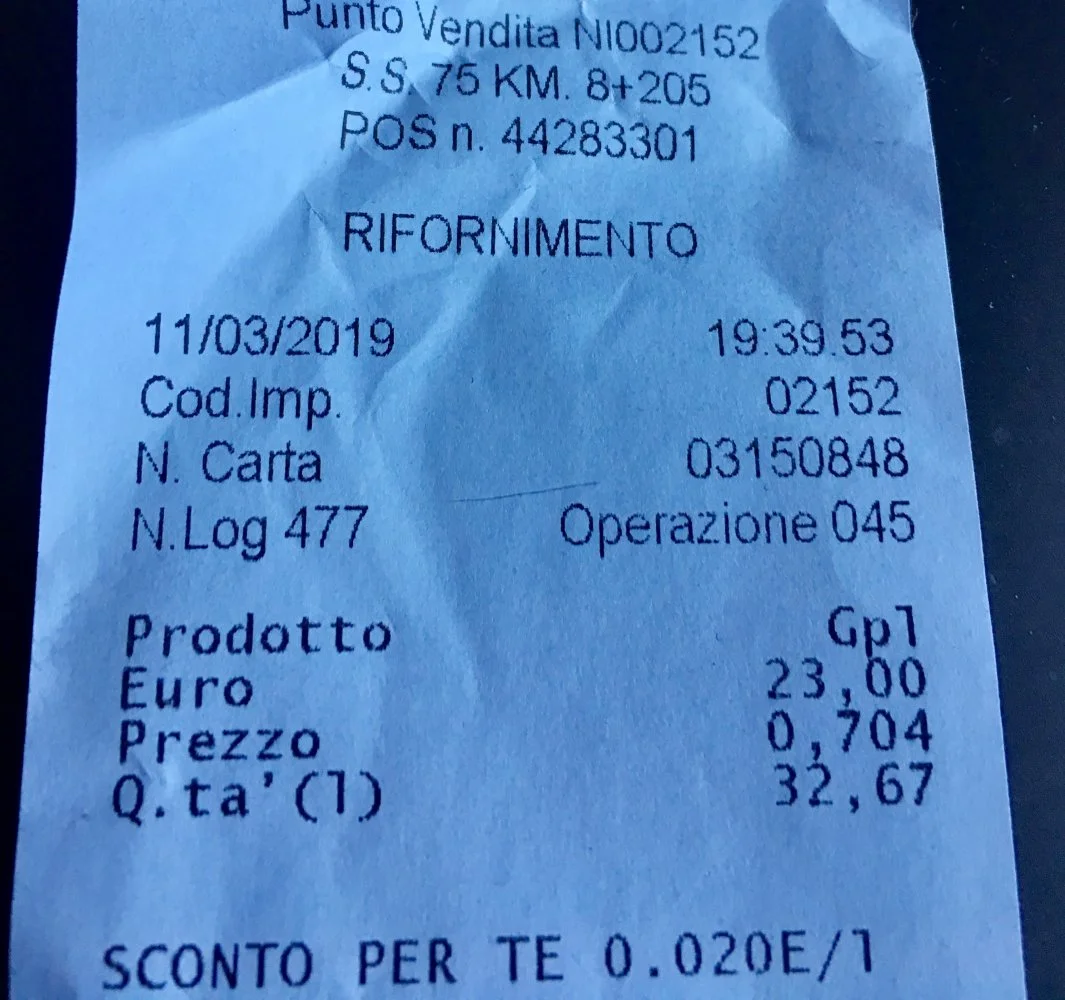 Punto Vendita NI002152
S.S. 75 KM. 8+205
POS n. 44283301
RIFORNIMENTO
11/03/2019 19:39.53
Cod.Imp. 02152
N. Carta 03150848
N.Log 477 Operazione 045
Prodotto Gpl
Euro 23,00
Prezzo 0,704
Q.ta'(l) 32,67
SCONTO PER TE 0.020E/l